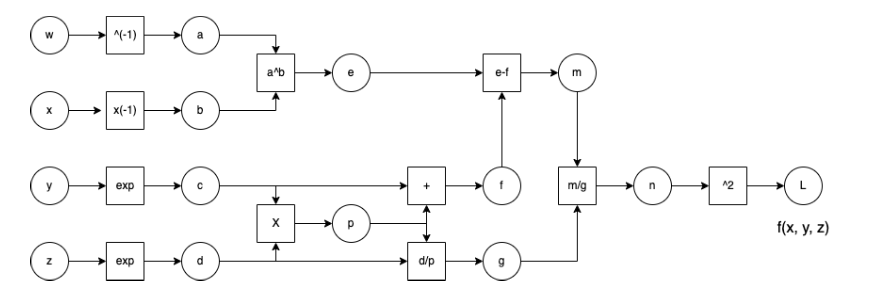 w ^(-1) a
a^b e e-f m
x x(-1) b
y exp c + f m/g n ^2 L
X p
f(x, y, z)
z exp d d/p g